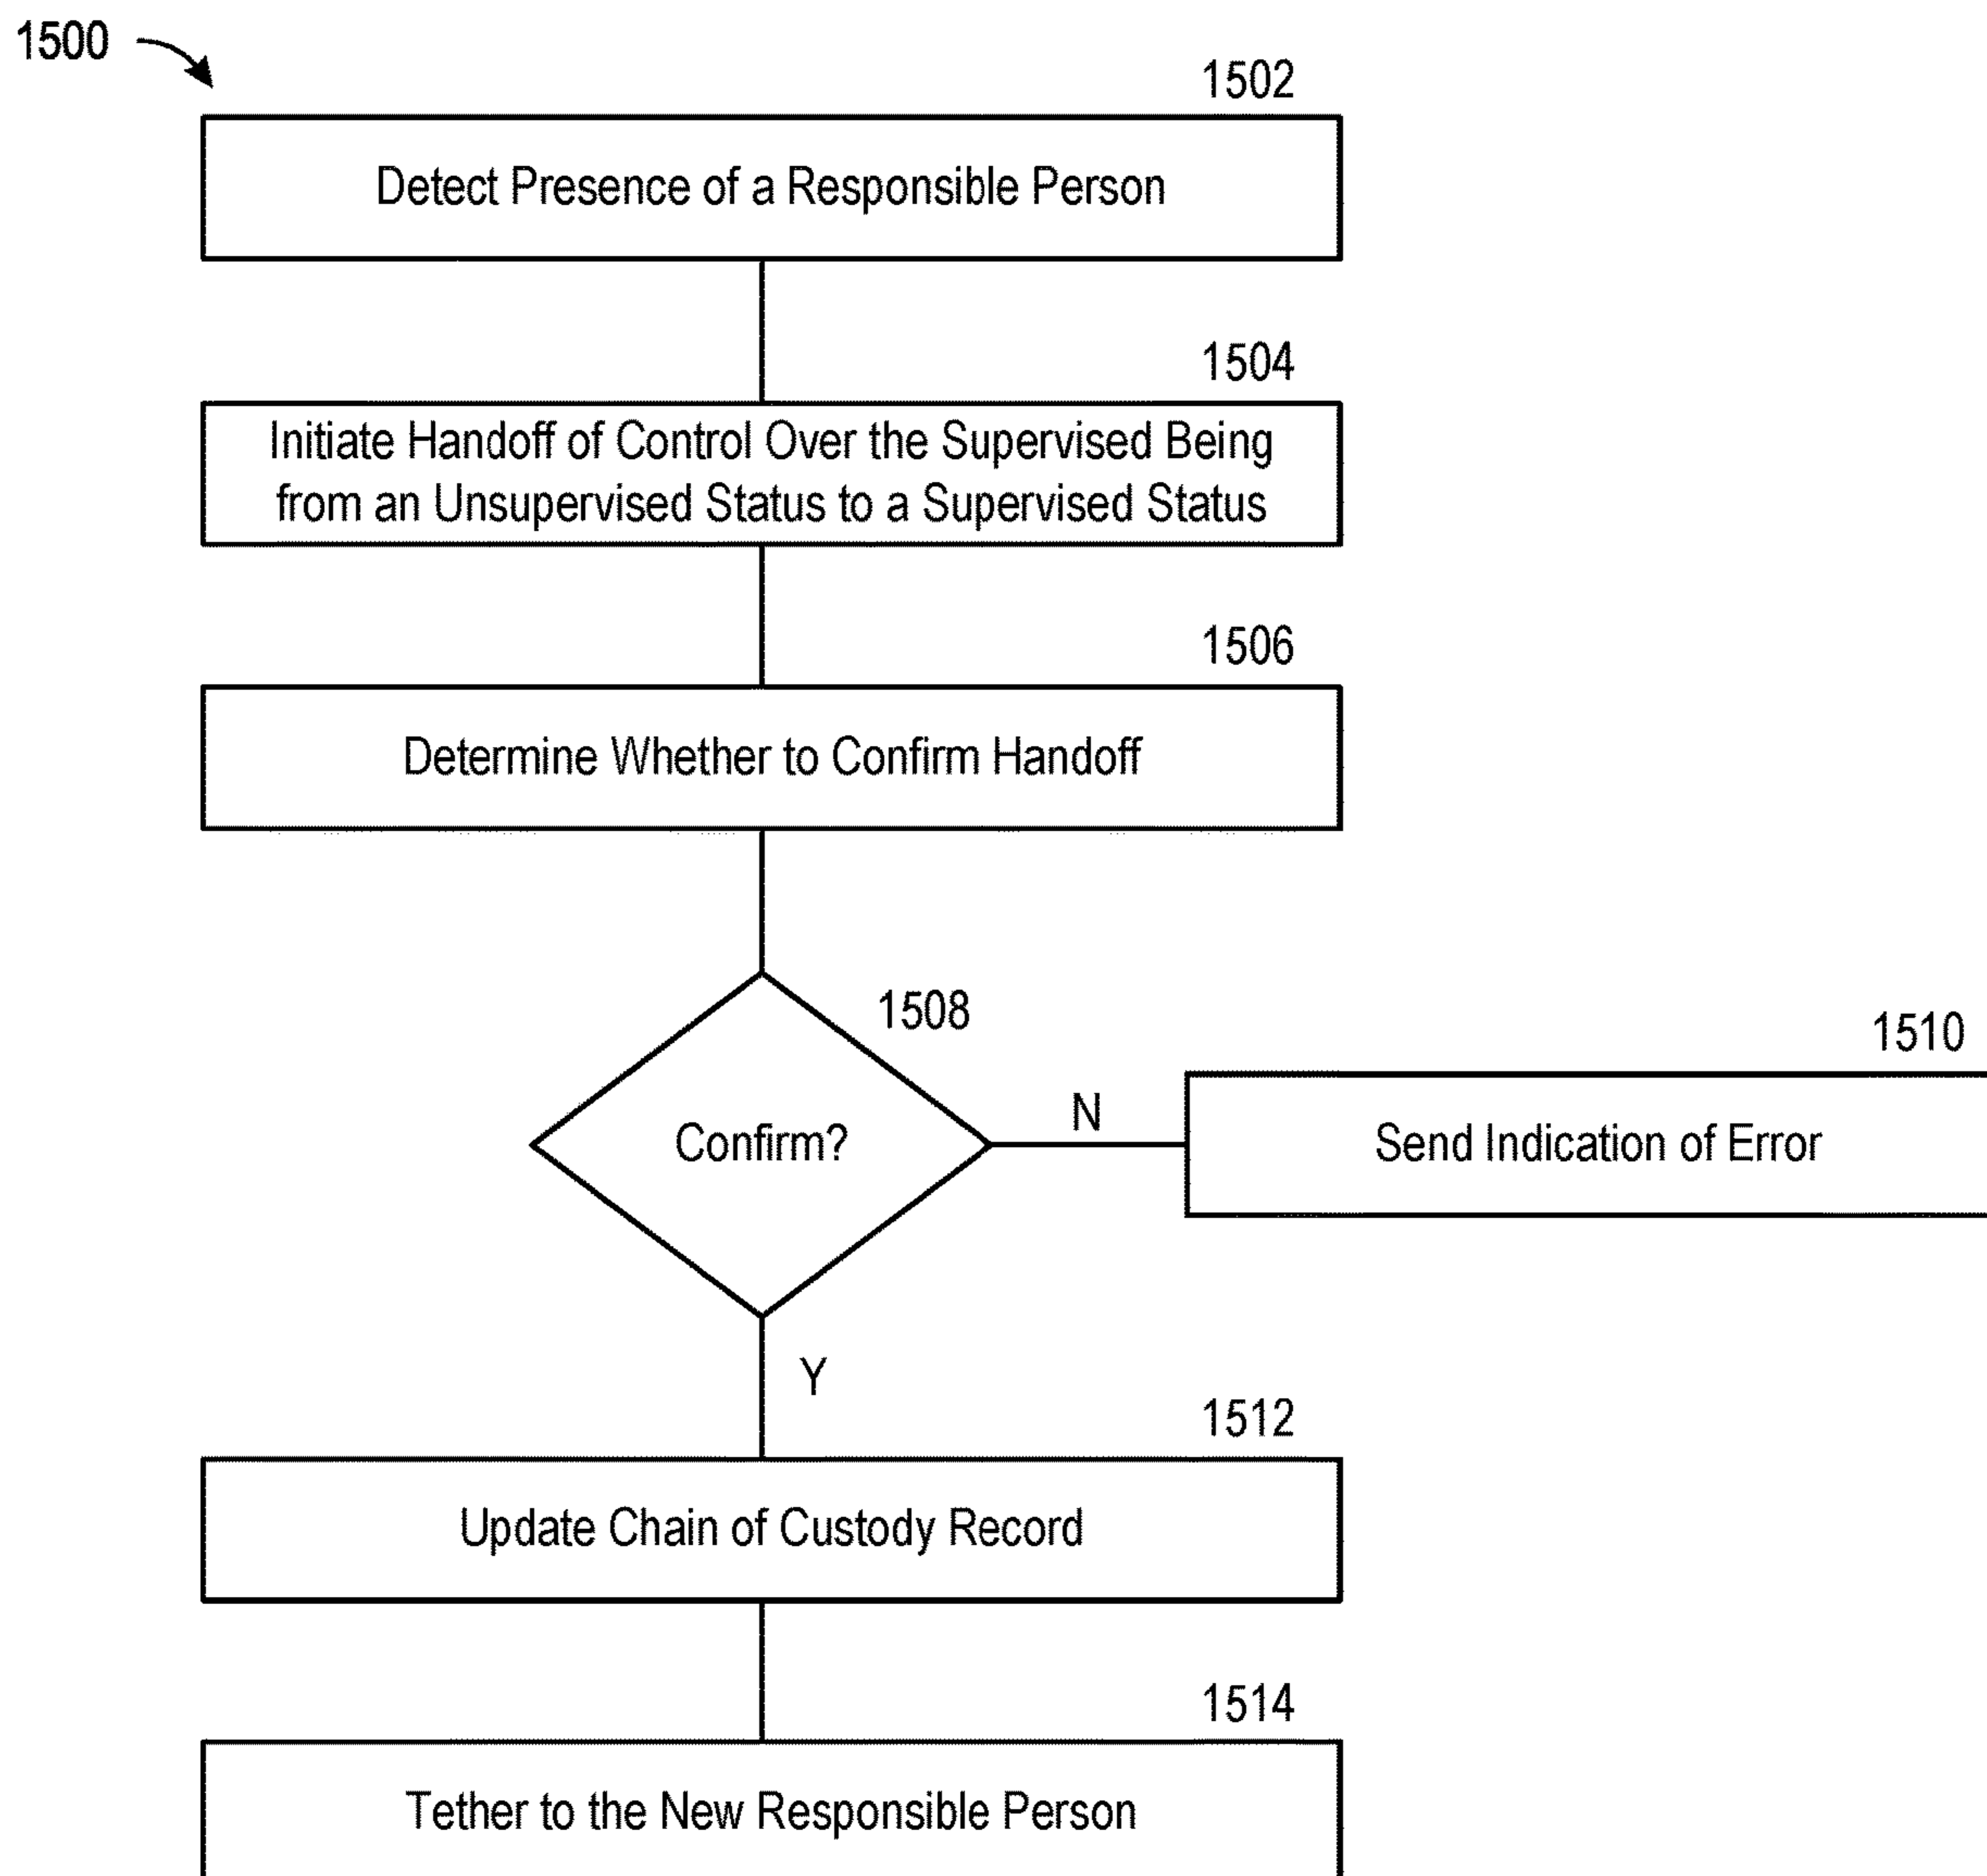 1500
1502
Detect Presence of a Responsible Person
1504
Initiate Handoff of Control Over the Supervised Being
from an Unsupervised Status to a Supervised Status
1506
Determine Whether to Confirm Handoff
1508
Confirm?
N
1510
Send Indication of Error
Y
1512
Update Chain of Custody Record
1514
Tether to the New Responsible Person